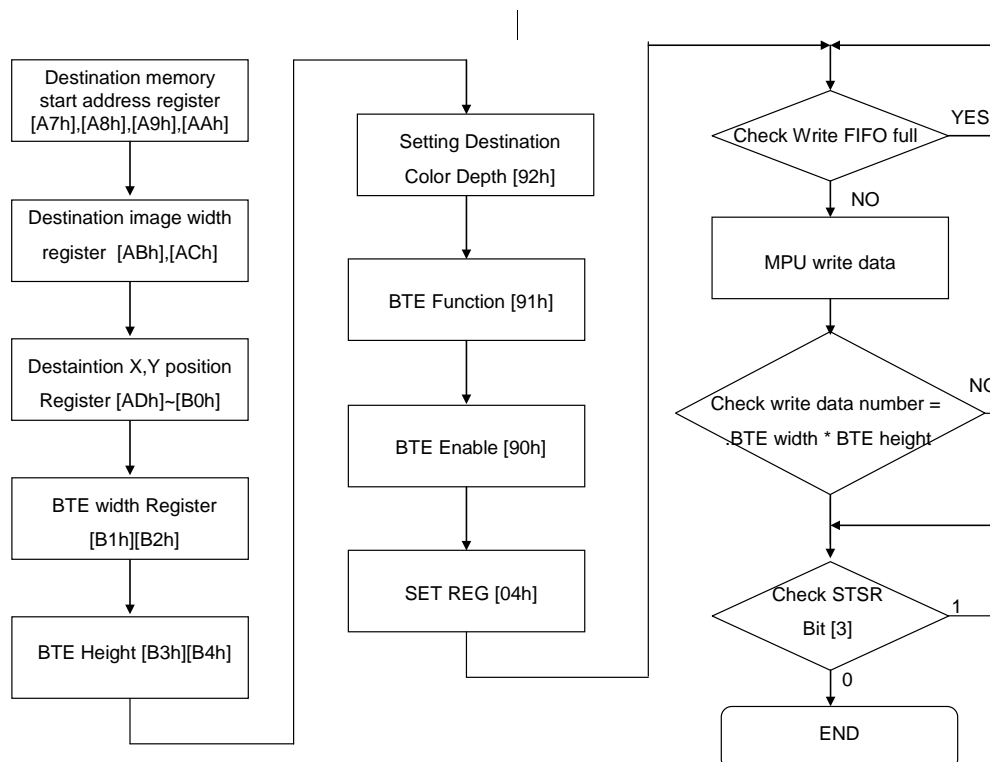 Destination memory
start address register
[A7h],[A8h],[A9h],[AAh]
Destination image width
register [ABh],[ACh]
Destaintion X,Y position
Register [ADh]~[B0h]
BTE width Register
[B1h][B2h]
BTE Height [B3h][B4h]
Setting Destination
Color Depth [92h]
BTE Function [91h]
BTE Enable [90h]
SET REG [04h]
Check Write FIFO full
YES
NO
MPU write data
Check write data number =
.BTE width * BTE height
NO
Check STSR
Bit [3]
1
0
END